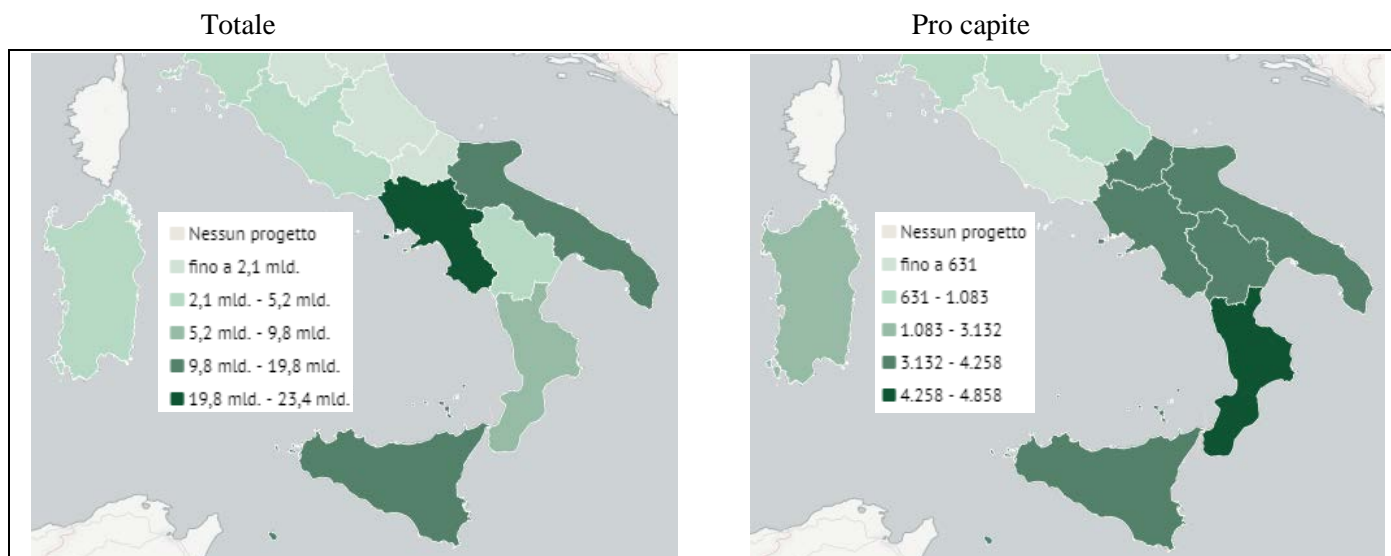 Totale
Pro capite
Nessun progetto
fino a 2,1 mld.
2,1 mld. - 5,2 mld.
5,2 mld. - 9,8 mld.
9,8 mld. - 19,8 mld.
19,8 mld. - 23,4 mld.
Nessun progetto
fino a 631
631 - 1.083
1.083 - 3.132
3.132 - 4.258
4.258 - 4.858